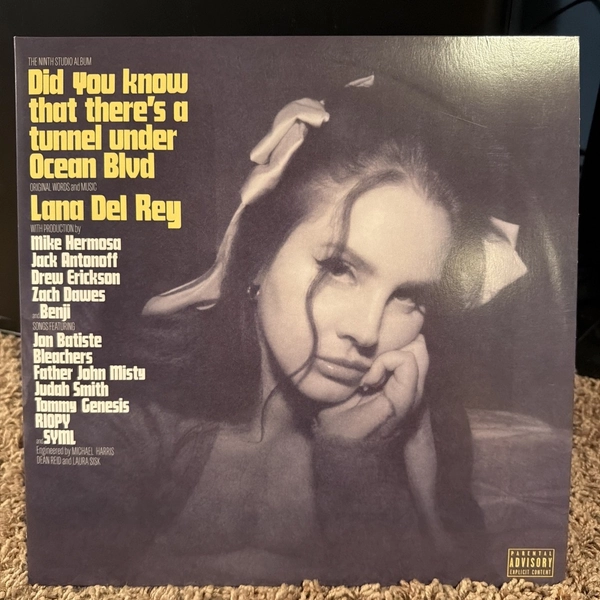 THE NINTH STUDIO ALBUM
Did you know
that there's a
tunnel under
Ocean Blvd
ORIGINAL WORDS and MUSIC
Lana Del Rey
WITH PRODUCTION by
Mike Hermosa
Jack Antonoff
Drew Erickson
Zach Dawes
and Benji
SONGS FEATURING
Jon Batiste
Bleachers
Father John Misty
Judah Smith
Tommy Genesis
RIOPY
and SYML
Engineered by MICHAEL HARRIS
DEAN REID and LAURA SISK
PARENTAL
ADVISORY
EXPLICIT CONTENT